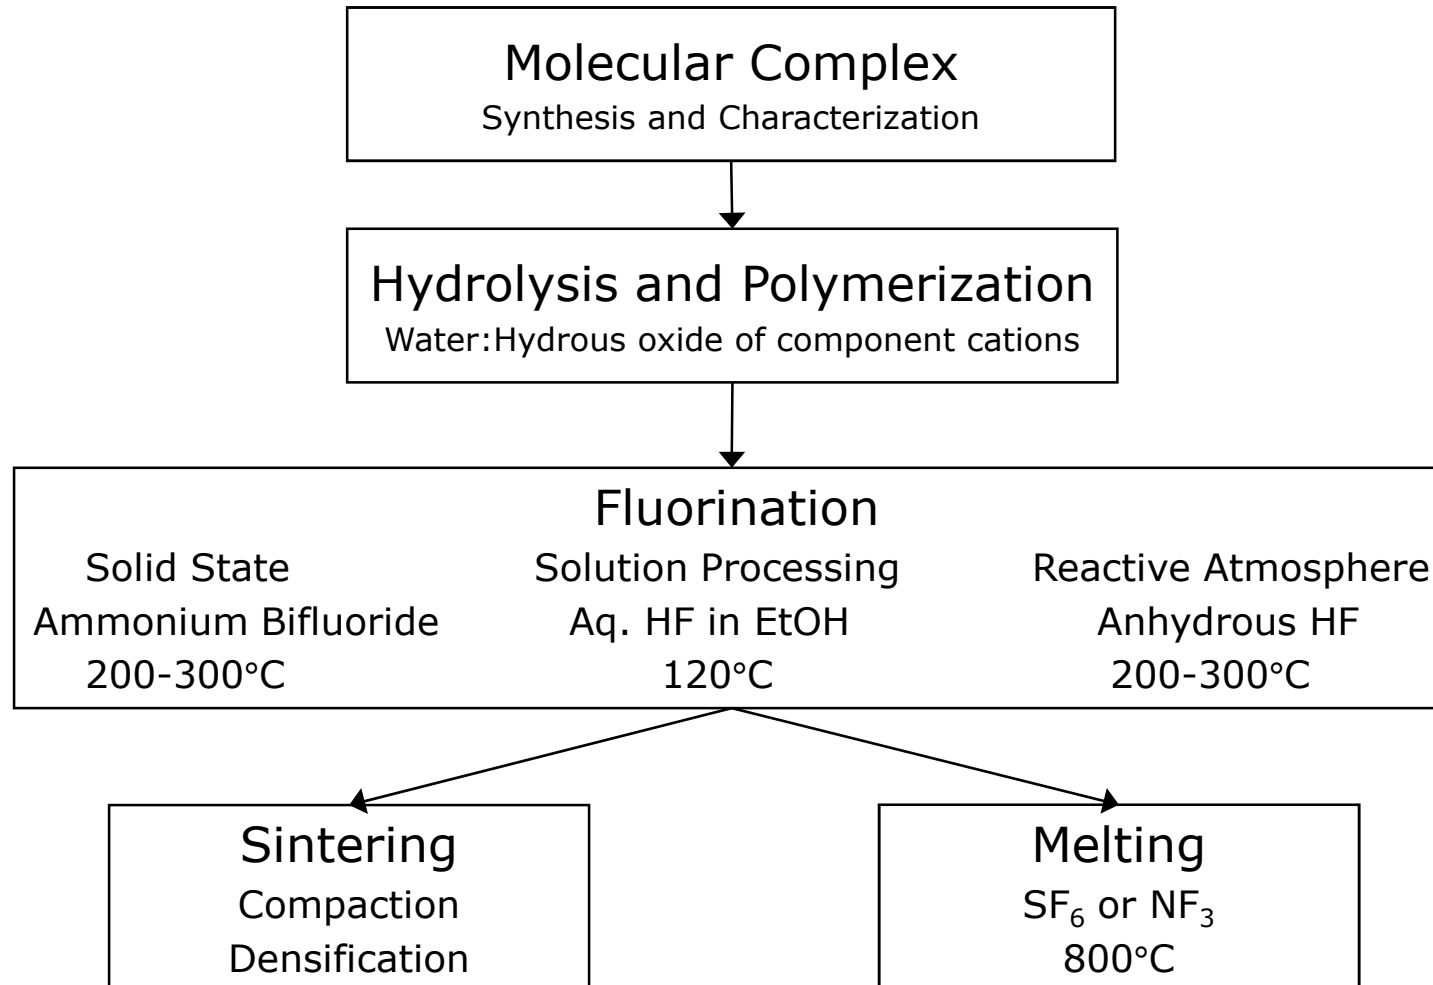 Molecular Complex
Synthesis and Characterization
Hydrolysis and Polymerization
Water:Hydrous oxide of component cations
Fluorination
Solid State
Ammonium Bifluoride
200-300°C
Solution Processing
Aq. HF in EtOH
120°C
Reactive Atmosphere
Anhydrous HF
200-300°C
Sintering
Compaction
Densification
Melting
SF₆ or NF₃
800°C